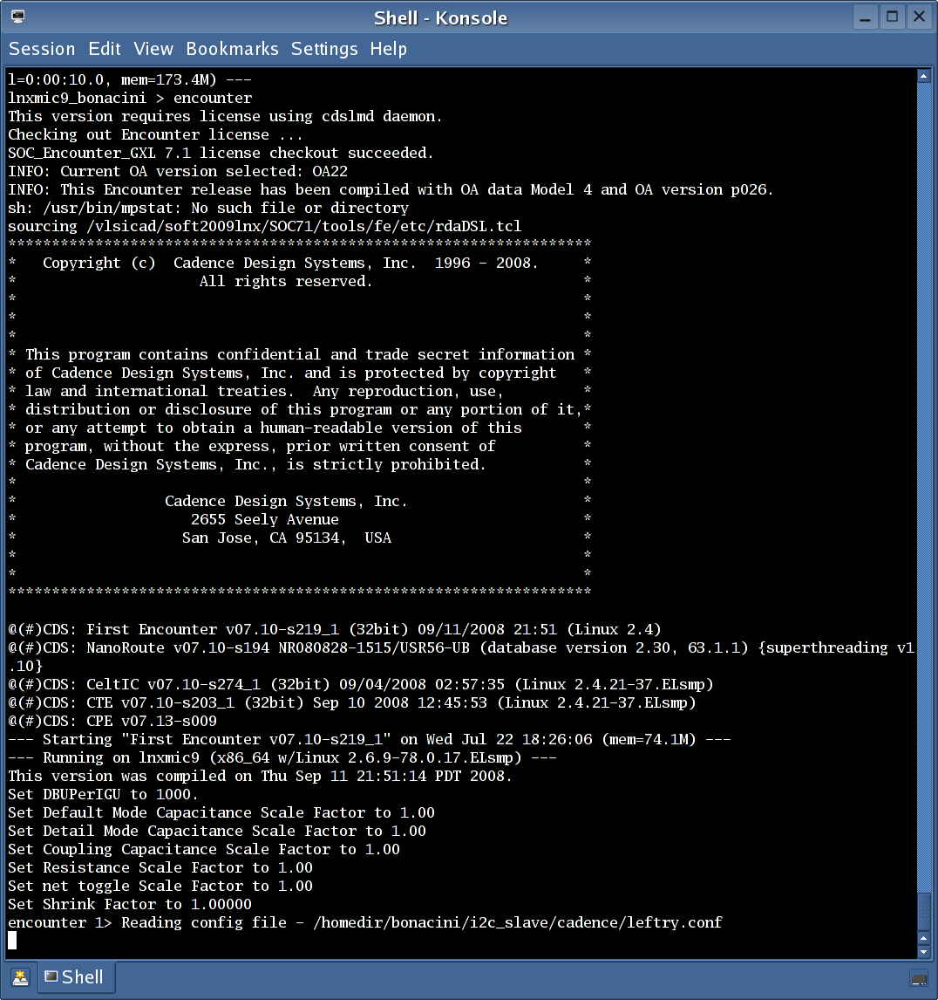 Shell - Konsole
Session Edit View Bookmarks Settings Help
l=0:00:10.0, mem=173.4M) ---
lnxmic9_bonacini > encounter
This version requires license using cdslmd daemon.
Checking out Encounter license ...
SOC_Encounter_GXL 7.1 license checkout succeeded.
INFO: Current OA version selected: OA22
INFO: This Encounter release has been compiled with OA data Model 4 and OA version p026.
sh: /usr/bin/mpstat: No such file or directory
sourcing /vlsicad/soft2009lnx/SOC71/tools/fe/etc/rdaDSL.tcl
*******************************************************************
*   Copyright (c)  Cadence Design Systems, Inc.  1996 - 2008.     *
*                     All rights reserved.                        *
*                                                                 *
*                                                                 *
*                                                                 *
* This program contains confidential and trade secret information *
* of Cadence Design Systems, Inc. and is protected by copyright   *
* law and international treaties.  Any reproduction, use,         *
* distribution or disclosure of this program or any portion of it,*
* or any attempt to obtain a human-readable version of this       *
* program, without the express, prior written consent of          *
* Cadence Design Systems, Inc., is strictly prohibited.           *
*                                                                 *
*                 Cadence Design Systems, Inc.                    *
*                    2655 Seely Avenue                            *
*                   San Jose, CA 95134,  USA                      *
*                                                                 *
*                                                                 *
*******************************************************************
@(#)CDS: First Encounter v07.10-s219_1 (32bit) 09/11/2008 21:51 (Linux 2.4)
@(#)CDS: NanoRoute v07.10-s194 NR080828-1515/USR56-UB (database version 2.30, 63.1.1) {superthreading v1
.10}
@(#)CDS: CeltIC v07.10-s274_1 (32bit) 09/04/2008 02:57:35 (Linux 2.4.21-37.ELsmp)
@(#)CDS: CTE v07.10-s203_1 (32bit) Sep 10 2008 12:45:53 (Linux 2.4.21-37.ELsmp)
@(#)CDS: CPE v07.13-s009
--- Starting "First Encounter v07.10-s219_1" on Wed Jul 22 18:26:06 (mem=74.1M) ---
--- Running on lnxmic9 (x86_64 w/Linux 2.6.9-78.0.17.ELsmp) ---
This version was compiled on Thu Sep 11 21:51:14 PDT 2008.
Set DBUPerIGU to 1000.
Set Default Mode Capacitance Scale Factor to 1.00
Set Detail Mode Capacitance Scale Factor to 1.00
Set Coupling Capacitance Scale Factor to 1.00
Set Resistance Scale Factor to 1.00
Set net toggle Scale Factor to 1.00
Set Shrink Factor to 1.00000
encounter 1> Reading config file - /homedir/bonacini/i2c_slave/cadence/leftry.conf
Shell